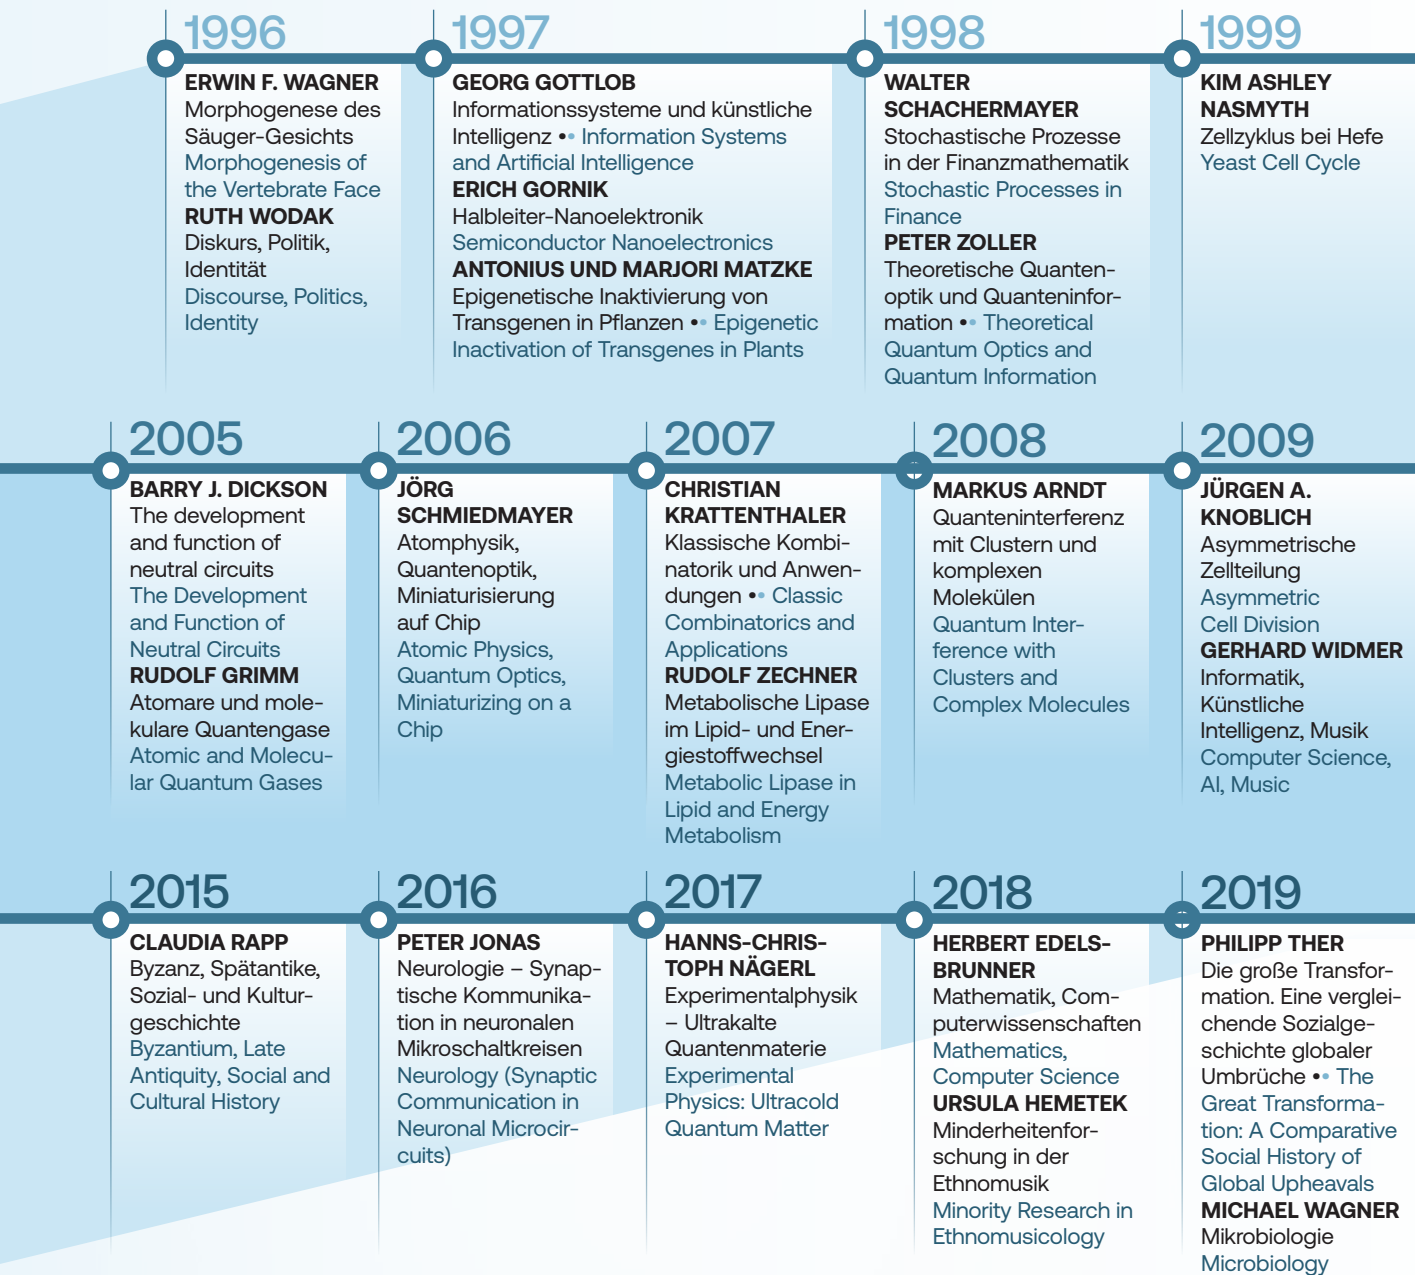 1996
ERWIN F. WAGNER
Morphogenese des
Säuger-Gesichts
Morphogenesis of
the Vertebrate Face
RUTH WODAK
Diskurs, Politik,
Identität
Discourse, Politics,
Identity
1997
GEORG GOTTLOB
Informationssysteme und künstliche
Intelligenz •• Information Systems
and Artificial Intelligence
ERICH GORNIK
Halbleiter-Nanoelektronik
Semiconductor Nanoelectronics
ANTONIUS UND MARJORI MATZKE
Epigenetische Inaktivierung von
Transgenen in Pflanzen •• Epigenetic
Inactivation of Transgenes in Plants
1998
WALTER
SCHACHERMAYER
Stochastische Prozesse
in der Finanzmathematik
Stochastic Processes in
Finance
PETER ZOLLER
Theoretische Quanten-
optik und Quanteninfor-
mation •• Theoretical
Quantum Optics and
Quantum Information
1999
KIM ASHLEY
NASMYTH
Zellzyklus bei Hefe
Yeast Cell Cycle
2005
BARRY J. DICKSON
The development
and function of
neutral circuits
The Development
and Function of
Neutral Circuits
RUDOLF GRIMM
Atomare und mole-
kulare Quantengase
Atomic and Molecu-
lar Quantum Gases
2006
JÖRG
SCHMIEDMAYER
Atomphysik,
Quantenoptik,
Miniaturisierung
auf Chip
Atomic Physics,
Quantum Optics,
Miniaturizing on a
Chip
2007
CHRISTIAN
KRATTENTHALER
Klassische Kombi-
natorik und Anwen-
dungen •• Classic
Combinatorics and
Applications
RUDOLF ZECHNER
Metabolische Lipase
im Lipid- und Ener-
giestoffwechsel
Metabolic Lipase in
Lipid and Energy
Metabolism
2008
MARKUS ARNDT
Quanteninterferenz
mit Clustern und
komplexen
Molekülen
Quantum Inter-
ference with
Clusters and
Complex Molecules
2009
JÜRGEN A.
KNOBLICH
Asymmetrische
Zellteilung
Asymmetric
Cell Division
GERHARD WIDMER
Informatik,
Künstliche
Intelligenz, Musik
Computer Science,
AI, Music
2015
CLAUDIA RAPP
Byzanz, Spätantike,
Sozial- und Kultur-
geschichte
Byzantium, Late
Antiquity, Social and
Cultural History
2016
PETER JONAS
Neurologie – Synap-
tische Kommunika-
tion in neuronalen
Mikroschaltkreisen
Neurology (Synaptic
Communication in
Neuronal Microcir-
cuits)
2017
HANNS-CHRIS-
TOPH NÄGERL
Experimentalphysik
– Ultrakalte
Quantenmaterie
Experimental
Physics: Ultracold
Quantum Matter
2018
HERBERT EDELS-
BRUNNER
Mathematik, Com-
puterwissenschaften
Mathematics,
Computer Science
URSULA HEMETEK
Minderheitenfor-
schung in der
Ethnomusik
Minority Research in
Ethnomusicology
2019
PHILIPP THER
Die große Transfor-
mation. Eine verglei-
chende Sozialge-
schichte globaler
Umbrüche •• The
Great Transforma-
tion: A Comparative
Social History of
Global Upheavals
MICHAEL WAGNER
Mikrobiologie
Microbiology